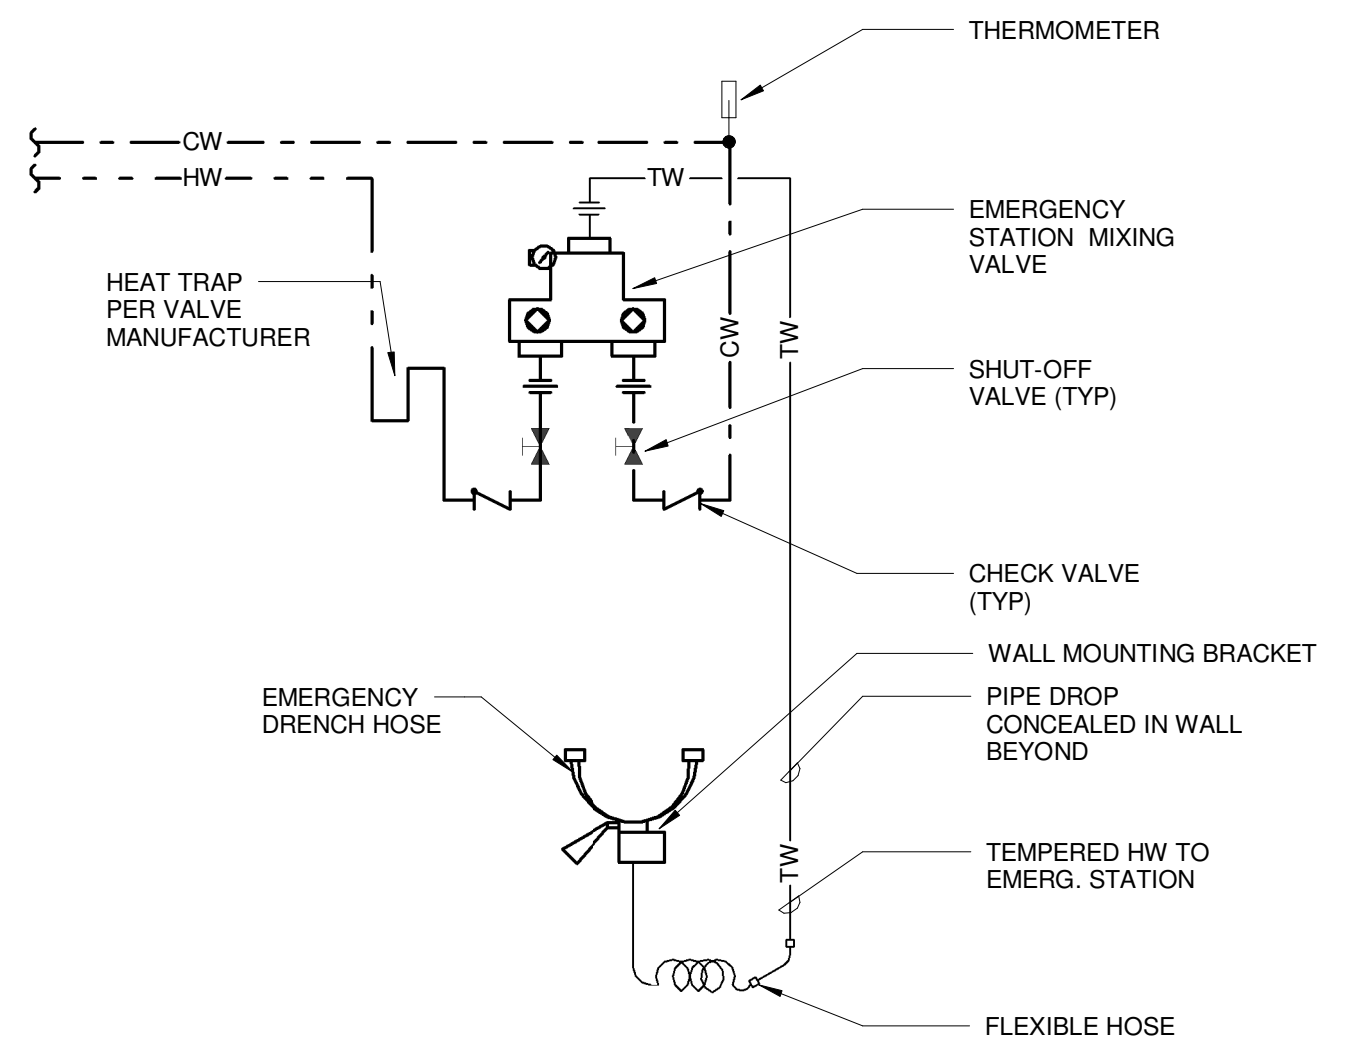 THERMOMETER
CW
HW
TW
EMERGENCY
STATION MIXING
VALVE
HEAT TRAP
PER VALVE
MANUFACTURER
CW
TW
SHUT-OFF
VALVE (TYP)
CHECK VALVE
(TYP)
WALL MOUNTING BRACKET
EMERGENCY
DRENCH HOSE
PIPE DROP
CONCEALED IN WALL
BEYOND
TW
TEMPERED HW TO
EMERG. STATION
FLEXIBLE HOSE